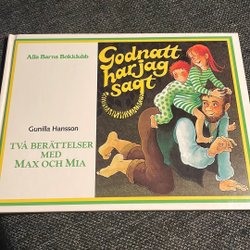 Alla Barns Bokklubb
Godnatt
har jag
sagt
Gunilla Hansson
TVÅ BERÄTTELSER
MED
MAX OCH MIA